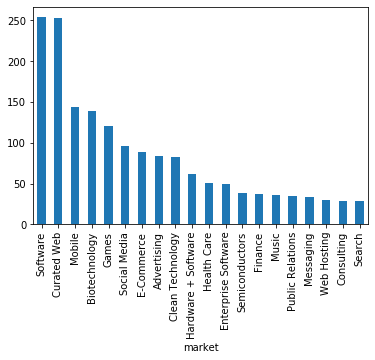 250
200
150
100
50
0
Software
Curated Web
Mobile
Biotechnology
Games
Social Media
E-Commerce
Advertising
Clean Technology
Hardware + Software
Health Care
Enterprise Software
Semiconductors
Finance
Music
Public Relations
Messaging
Web Hosting
Consulting
Search
market